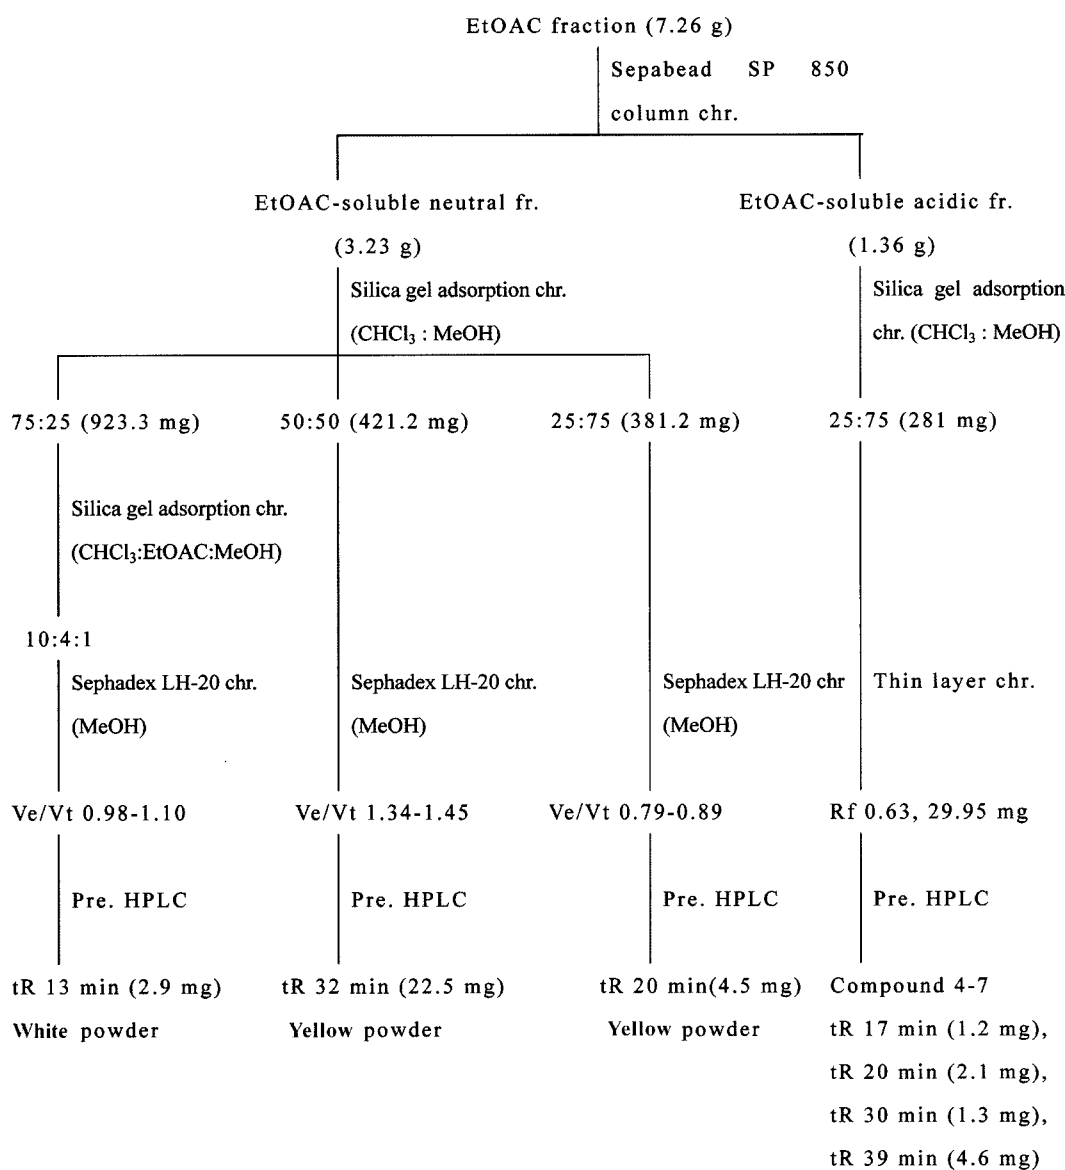 EtOAC fraction (7.26 g)
Sepabead SP 850
column chr.
EtOAC-soluble neutral fr.
(3.23 g)
EtOAC-soluble acidic fr.
(1.36 g)
Silica gel adsorption chr.
(CHCl₃ : MeOH)
Silica gel adsorption
chr. (CHCl₃ : MeOH)
75:25 (923.3 mg)
50:50 (421.2 mg)
25:75 (381.2 mg)
25:75 (281 mg)
Silica gel adsorption chr.
(CHCl₃:EtOAC:MeOH)
10:4:1
Sephadex LH-20 chr.
(MeOH)
Sephadex LH-20 chr.
(MeOH)
Sephadex LH-20 chr
(MeOH)
Thin layer chr.
Ve/Vt 0.98-1.10
Ve/Vt 1.34-1.45
Ve/Vt 0.79-0.89
Rf 0.63, 29.95 mg
Pre. HPLC
Pre. HPLC
Pre. HPLC
Pre. HPLC
tR 13 min (2.9 mg)
White powder
tR 32 min (22.5 mg)
Yellow powder
tR 20 min(4.5 mg)
Yellow powder
Compound 4-7
tR 17 min (1.2 mg),
tR 20 min (2.1 mg),
tR 30 min (1.3 mg),
tR 39 min (4.6 mg)